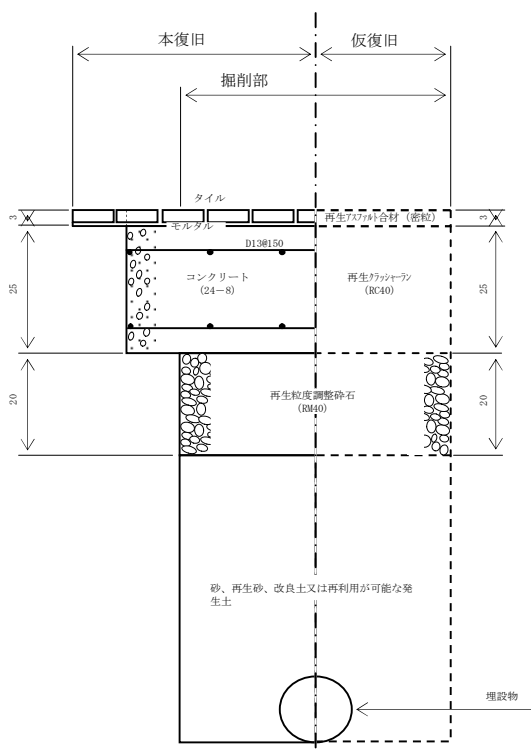 本復旧
仮復旧
掘削部
タイル
再生アスファルト合材（密粒）
3
3
モルタル
D13@150
コンクリート
(24－8)
再生クラッシャーラン
(RC40)
25
25
再生粒度調整砕石
(RM40)
20
20
砂、再生砂、改良土又は再利用が可能な発
生土
埋設物